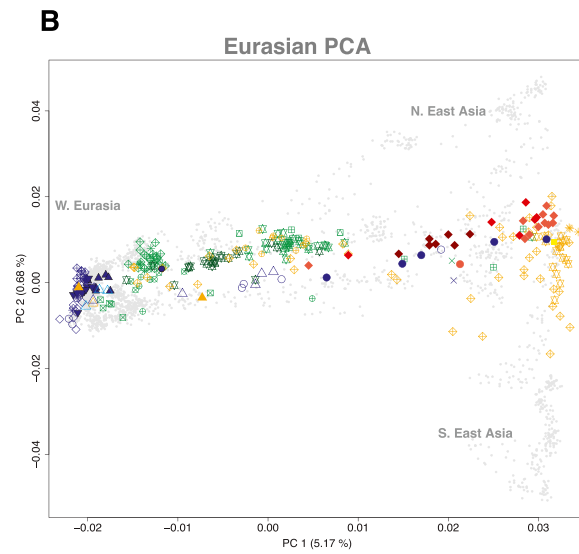 B
Eurasian PCA
N. East Asia
W. Eurasia
S. East Asia
0.04
0.02
0.00
−0.02
−0.04
PC 2 (0.68 %)
−0.02
−0.01
0.00
0.01
0.02
0.03
PC 1 (5.17 %)